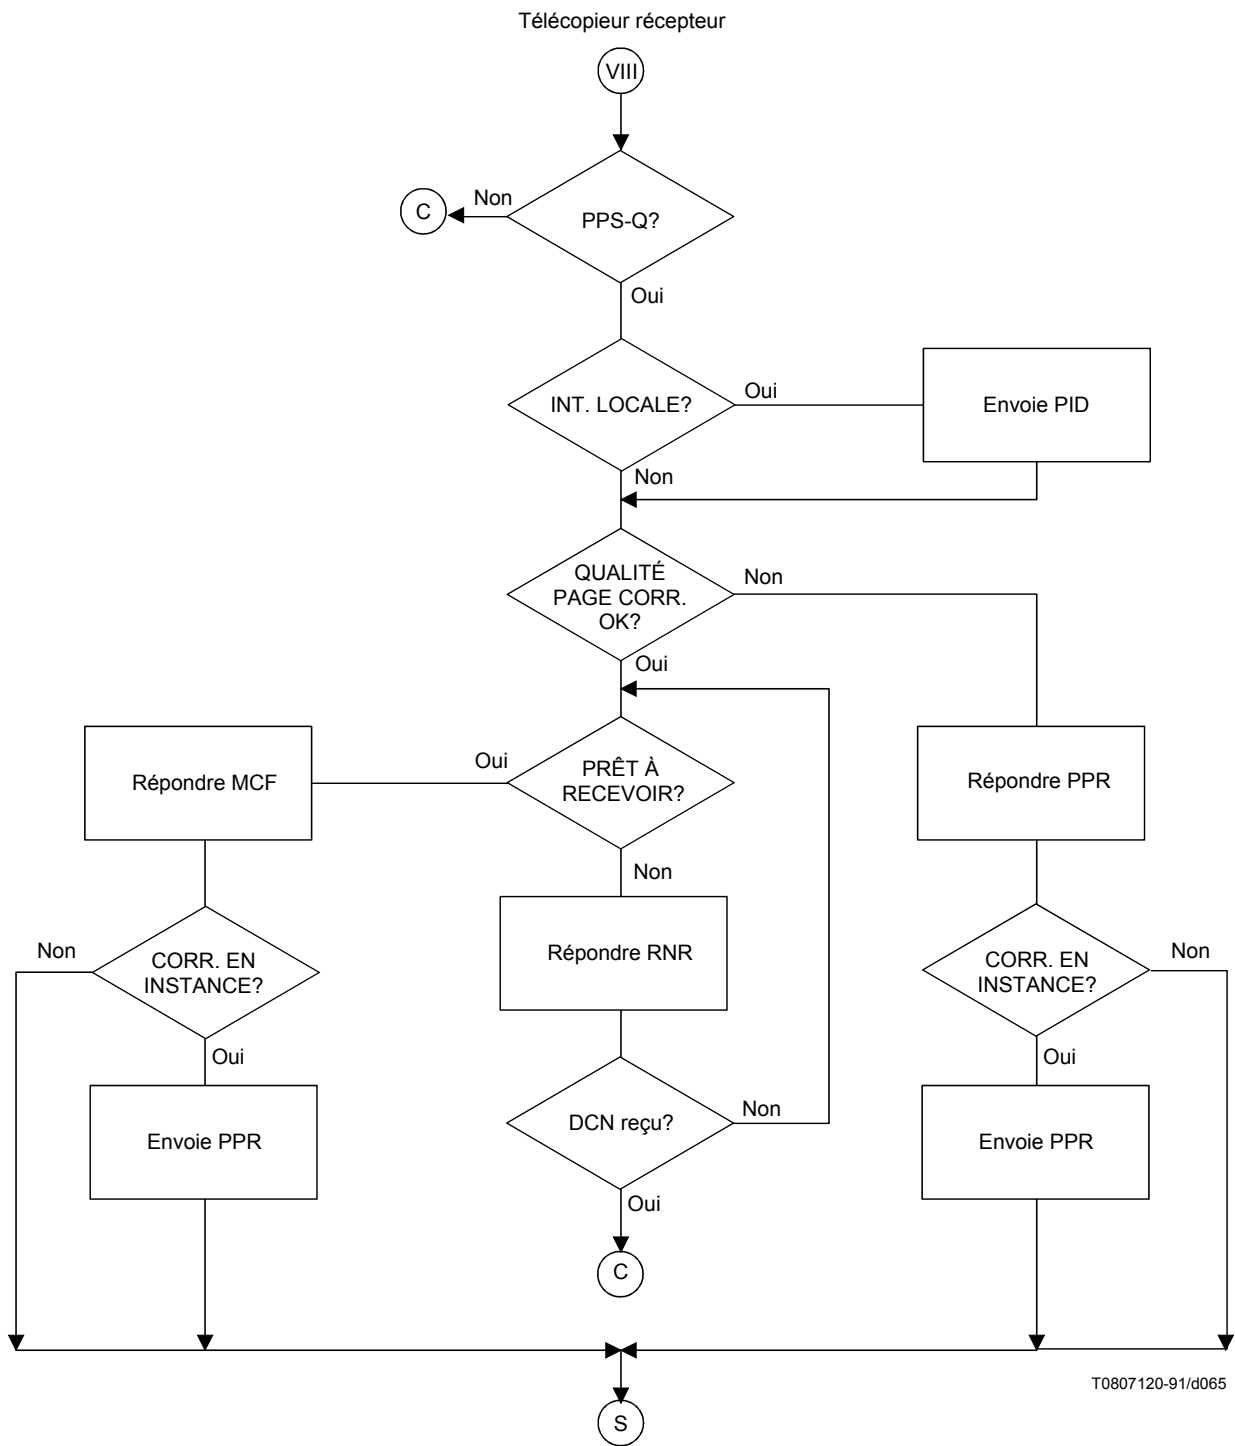 Télécopieur récepteur
VIII
C
Non
PPS-Q?
Oui
INT. LOCALE?
Oui
Envoie PID
Non
QUALITÉ
PAGE CORR.
OK?
Non
Oui
Répondre MCF
Oui
PRÊT À
RECEVOIR?
Répondre PPR
Non
Répondre RNR
Non
CORR. EN
INSTANCE?
CORR. EN
INSTANCE?
Non
Oui
Oui
Envoie PPR
DCN reçu?
Non
Envoie PPR
Oui
C
T0807120-91/d065
S